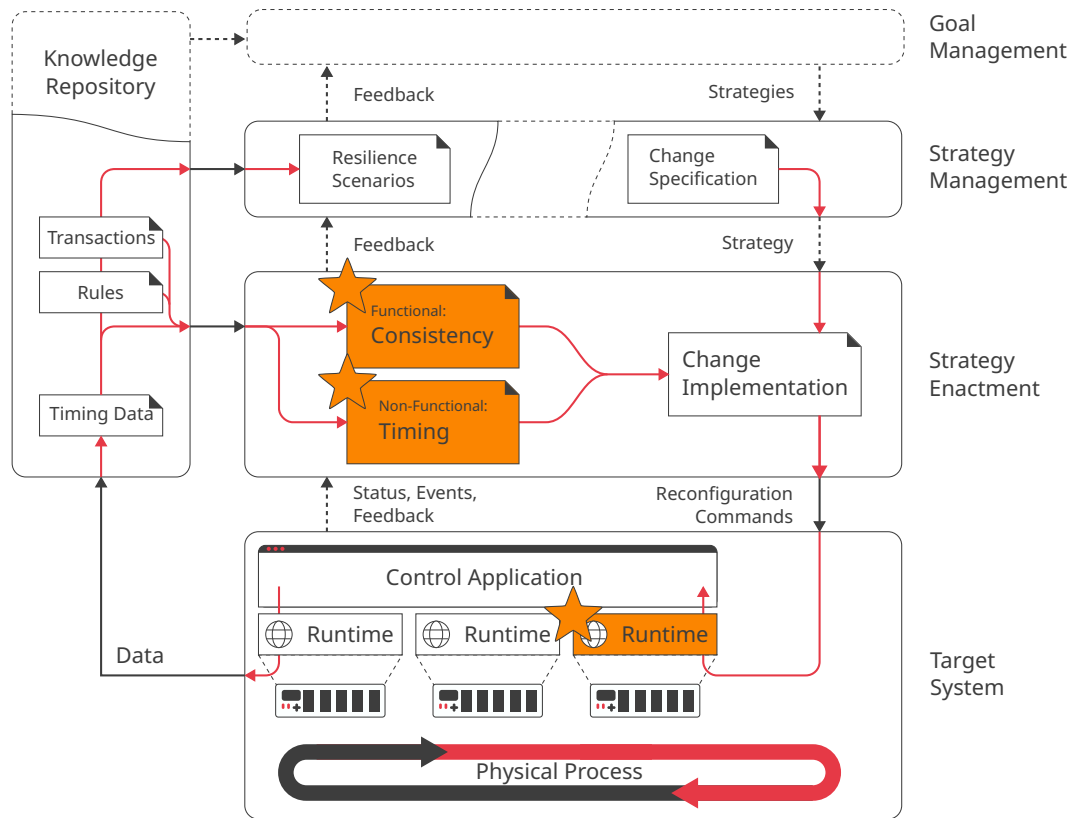 Knowledge
Repository
Goal
Management
Feedback
Strategies
Resilience
Scenarios
Change
Specification
Strategy
Management
Transactions
Rules
Timing Data
Feedback
Strategy
Functional:
Consistency
Non-Functional:
Timing
Change
Implementation
Strategy
Enactment
Status, Events,
Feedback
Reconfiguration
Commands
Control Application
Runtime
Runtime
Runtime
Data
Target
System
Physical Process